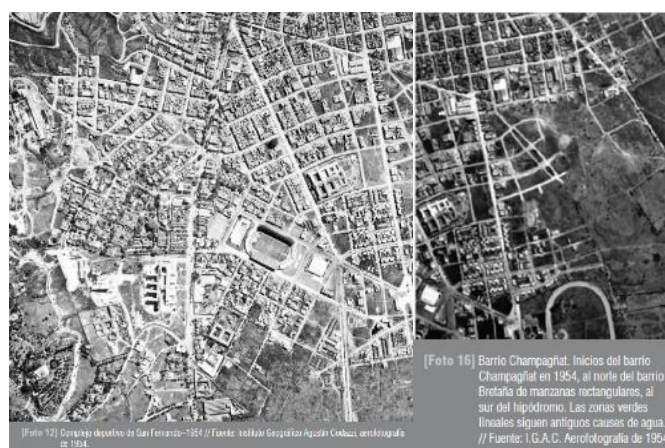 [Foto 12] Complejo deportivo de San Fernando-1954 // Fuente: Instituto Geográfico Agustín Codazzi, aerofotografía
de 1954.
[Foto 16] Barrio Champagñat. Inicios del barrio
Champagñat en 1954, al norte del barrio
Bretaña de manzanas rectangulares, al
sur del hipódromo. Las zonas verdes
lineales siguen antiguos causes de agua.
// Fuente: I.G.A.C. Aerofotografía de 195